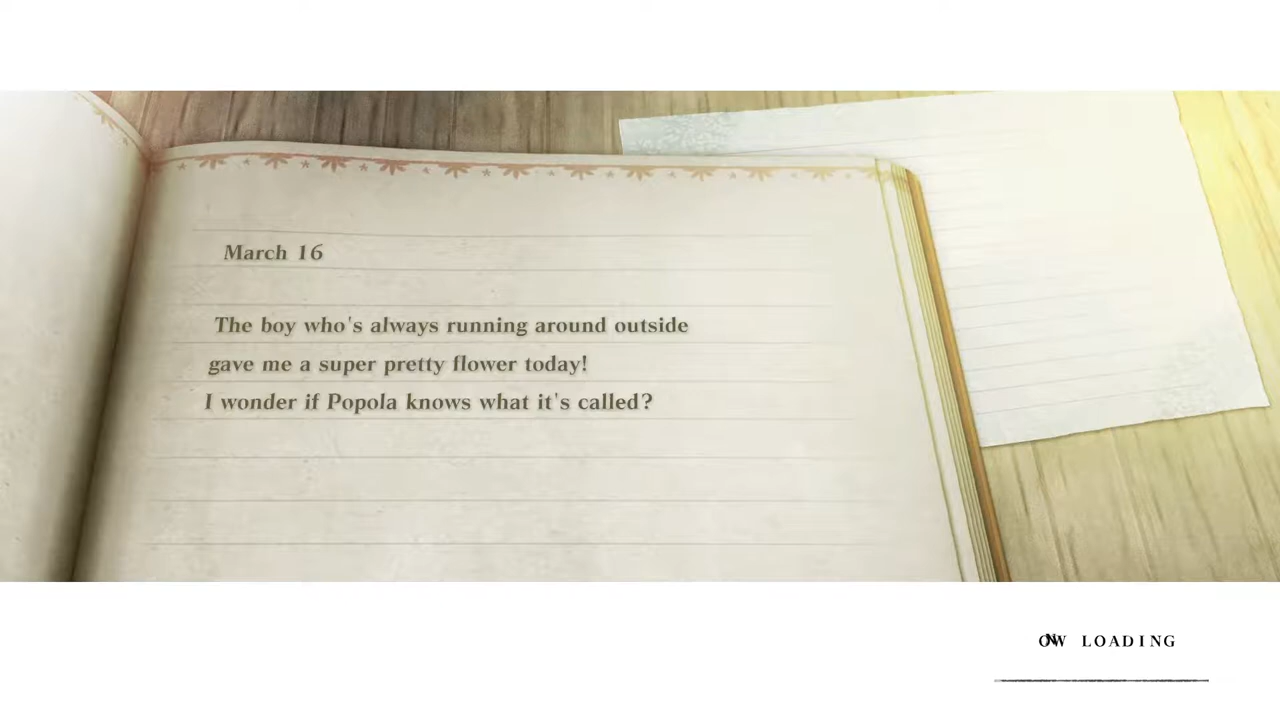 March 16
The boy who's always running around outside
gave me a super pretty flower today!
I wonder if Popola knows what it's called?
NOW LOADING